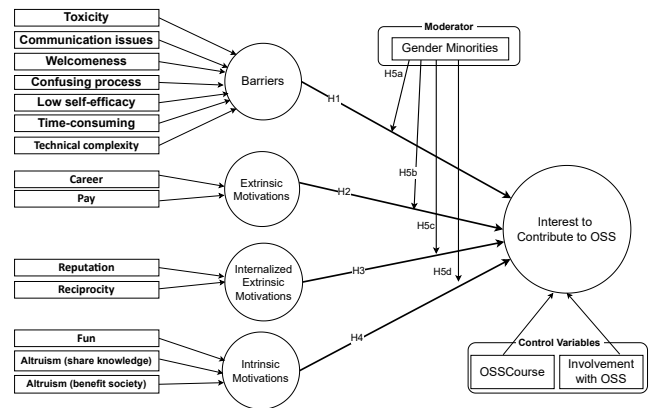 Toxicity
Communication issues
Welcomeness
Confusing process
Low self-efficacy
Time-consuming
Technical complexity
Barriers
Career
Pay
Extrinsic
Motivations
Reputation
Reciprocity
Internalized
Extrinsic
Motivations
Fun
Altruism (share knowledge)
Altruism (benefit society)
Intrinsic
Motivations
Moderator
Gender Minorities
H5a
H1
H5b
H2
H5c
H3
H5d
H4
Interest to
Contribute to OSS
Control Variables
OSSCourse
Involvement
with OSS